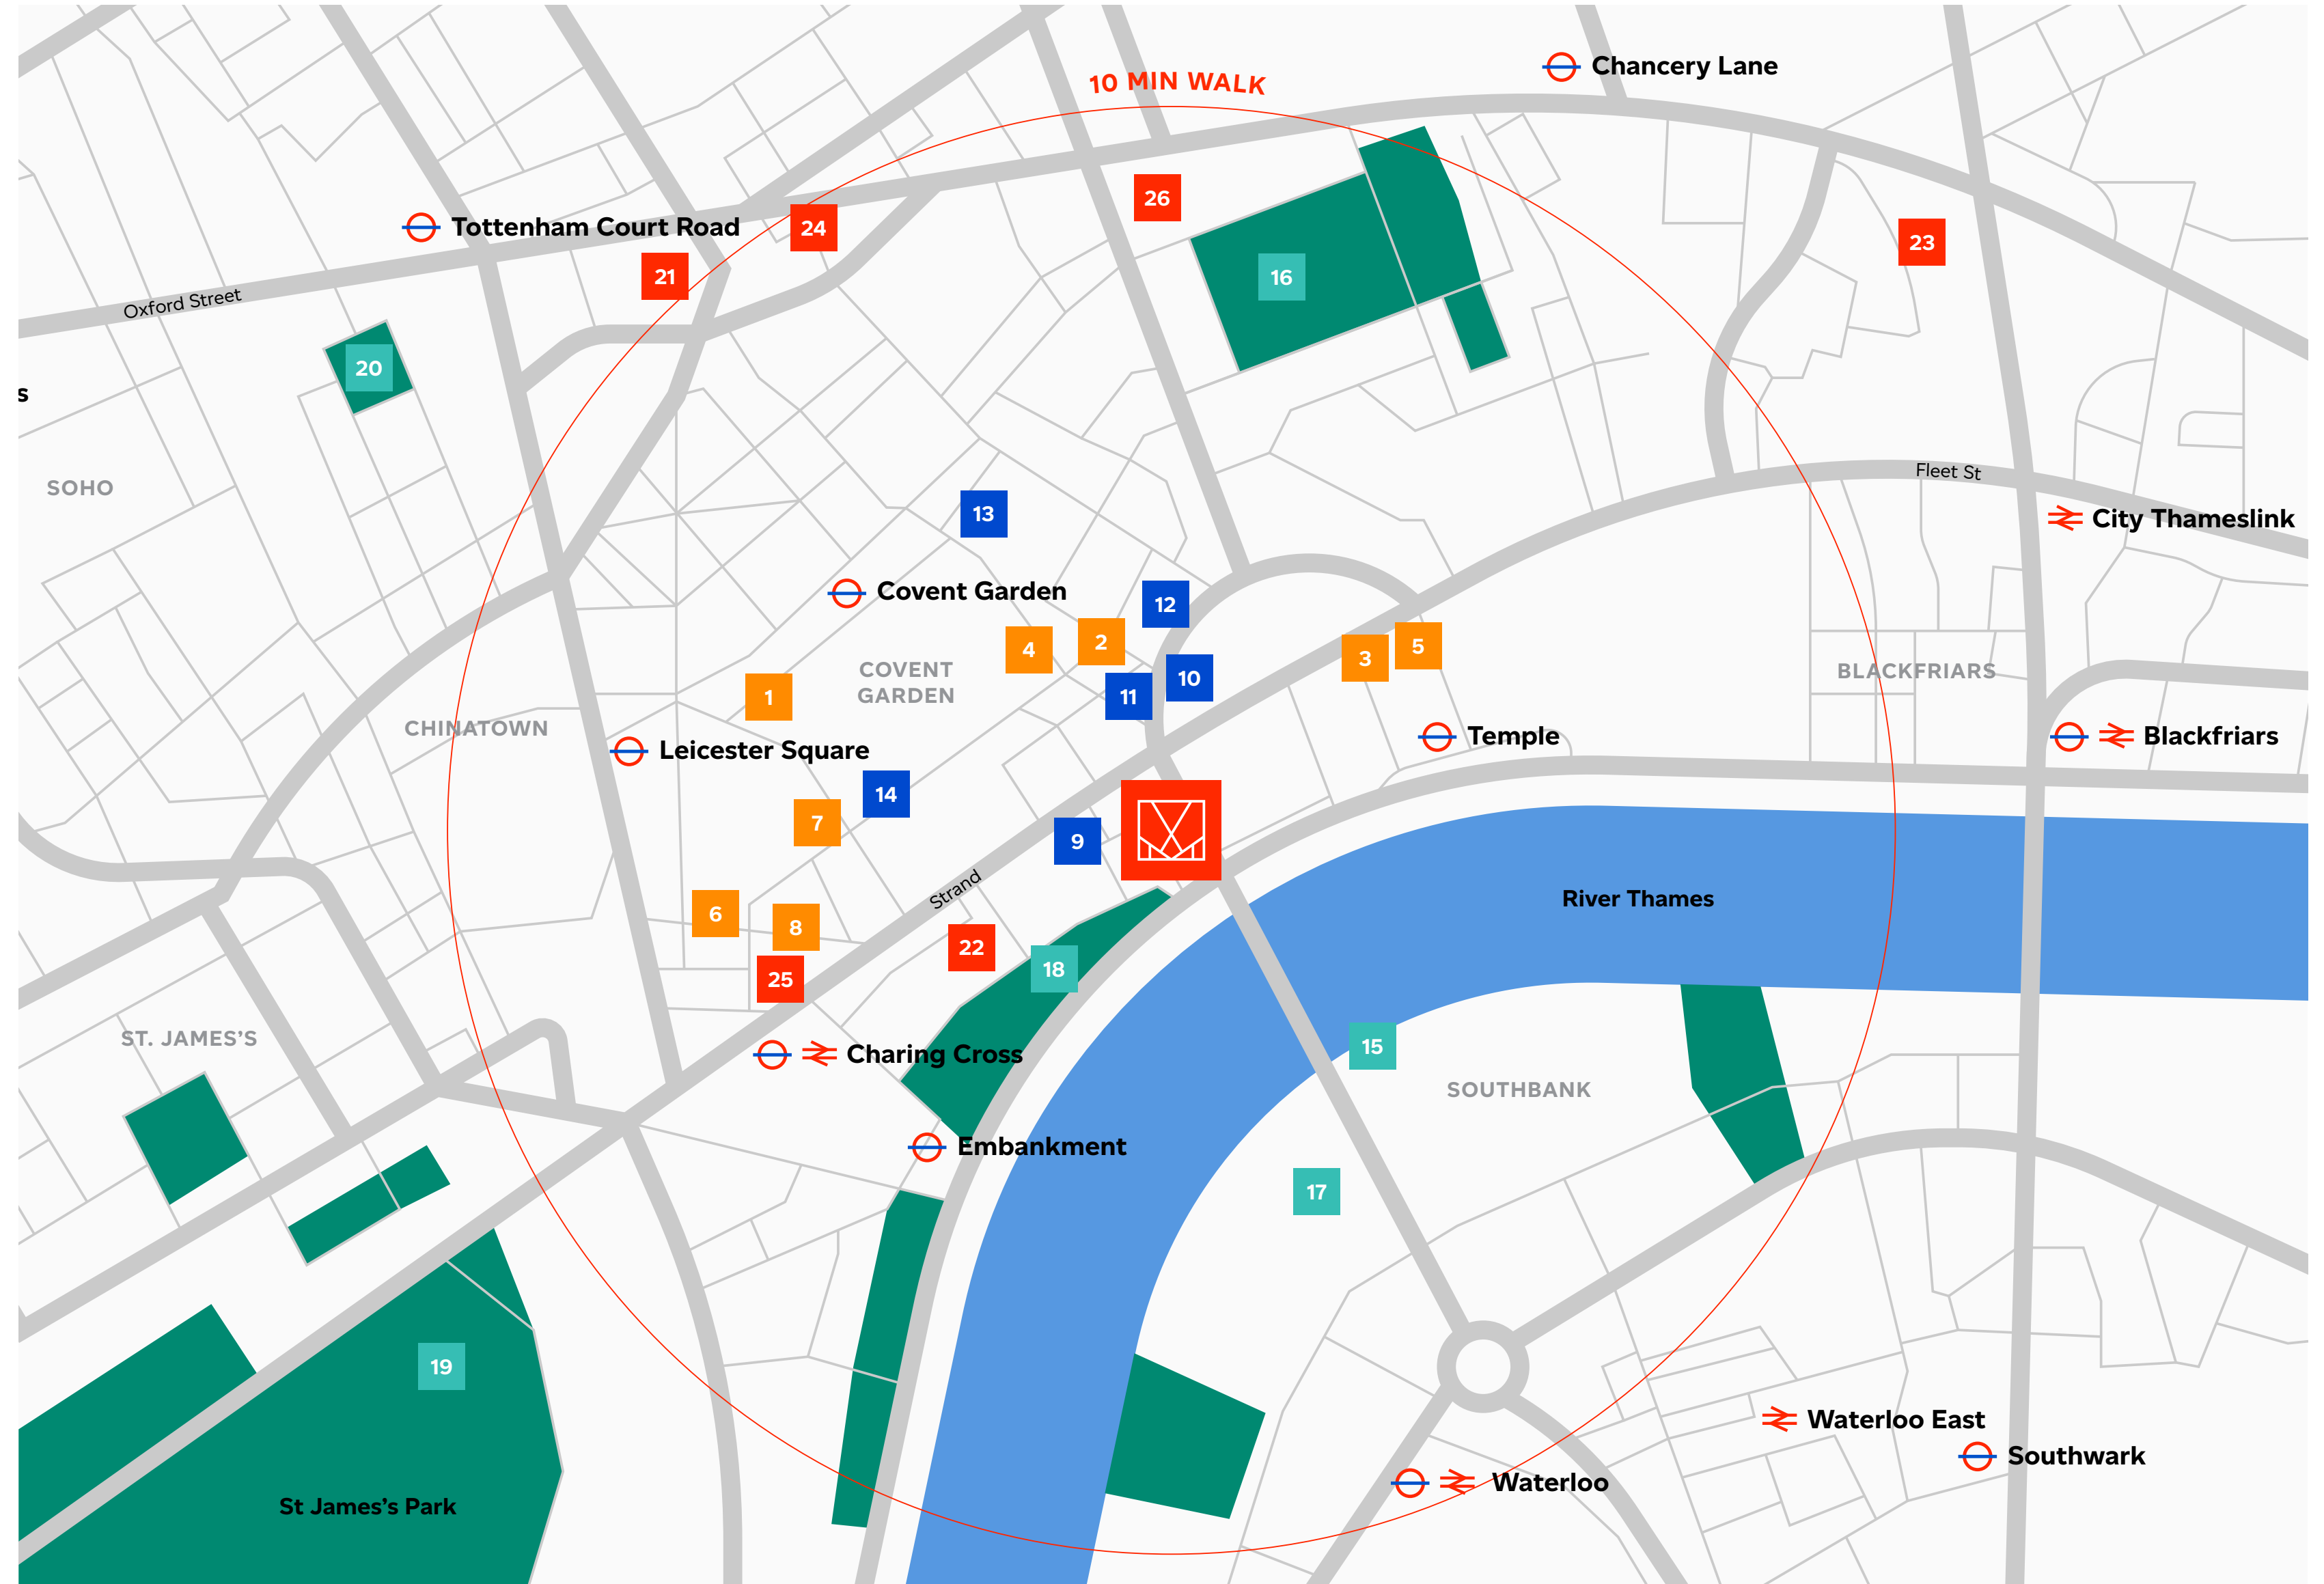 Chancery Lane
10 MIN WALK
26
Tottenham Court Road
24
23
21
16
Oxford Street
20
s
Fleet St
SOHO
13
City Thameslink
Covent Garden
12
4
2
3
5
COVENT
GARDEN
10
BLACKFRIARS
1
11
CHINATOWN
Temple
Blackfriars
Leicester Square
14
7
9
Strand
River Thames
6
8
22
18
25
ST. JAMES’S
15
Charing Cross
SOUTHBANK
Embankment
17
19
Waterloo East
Southwark
Waterloo
St James’s Park